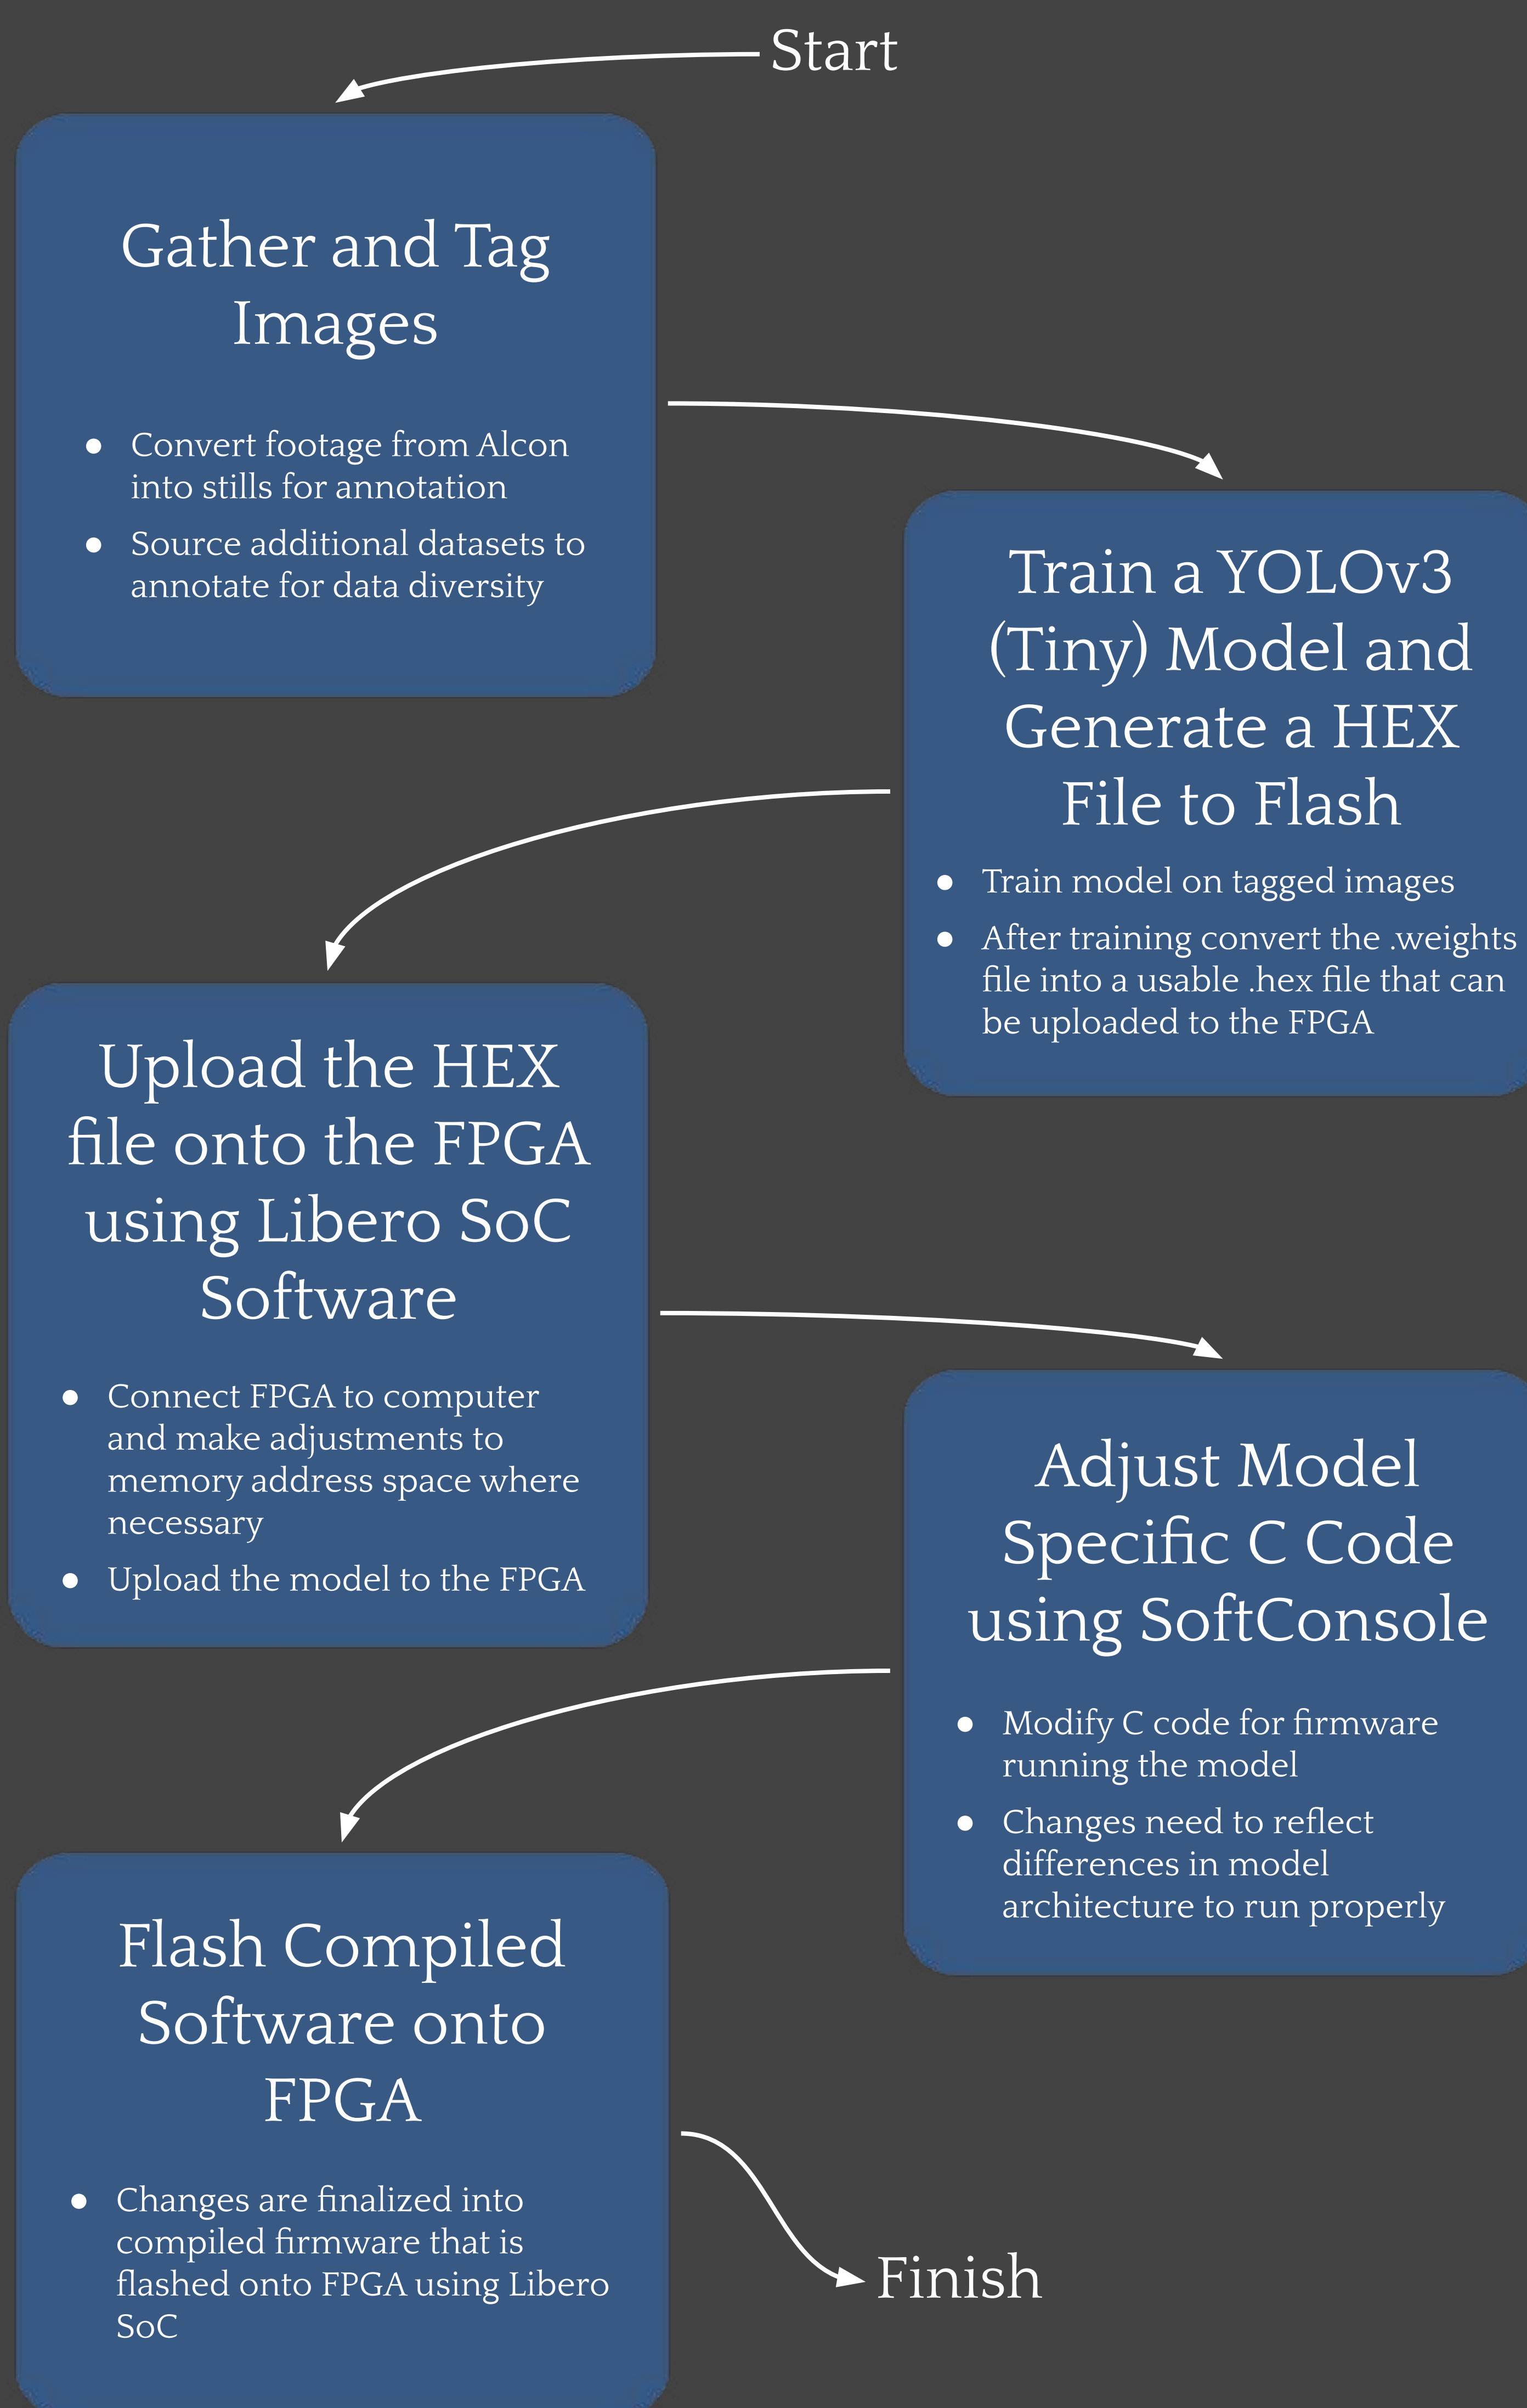 Start
Gather and Tag
Images
● Convert footage from Alcon
into stills for annotation
● Source additional datasets to
annotate for data diversity
Train a YOLOv3
(Tiny) Model and
Generate a HEX
File to Flash
● Train model on tagged images
● After training convert the .weights
file into a usable .hex file that can
be uploaded to the FPGA
Upload the HEX
file onto the FPGA
using Libero SoC
Software
● Connect FPGA to computer
and make adjustments to
memory address space where
necessary
● Upload the model to the FPGA
Adjust Model
Specific C Code
using SoftConsole
● Modify C code for firmware
running the model
● Changes need to reflect
differences in model
architecture to run properly
Flash Compiled
Software onto
FPGA
● Changes are finalized into
compiled firmware that is
flashed onto FPGA using Libero
SoC
Finish